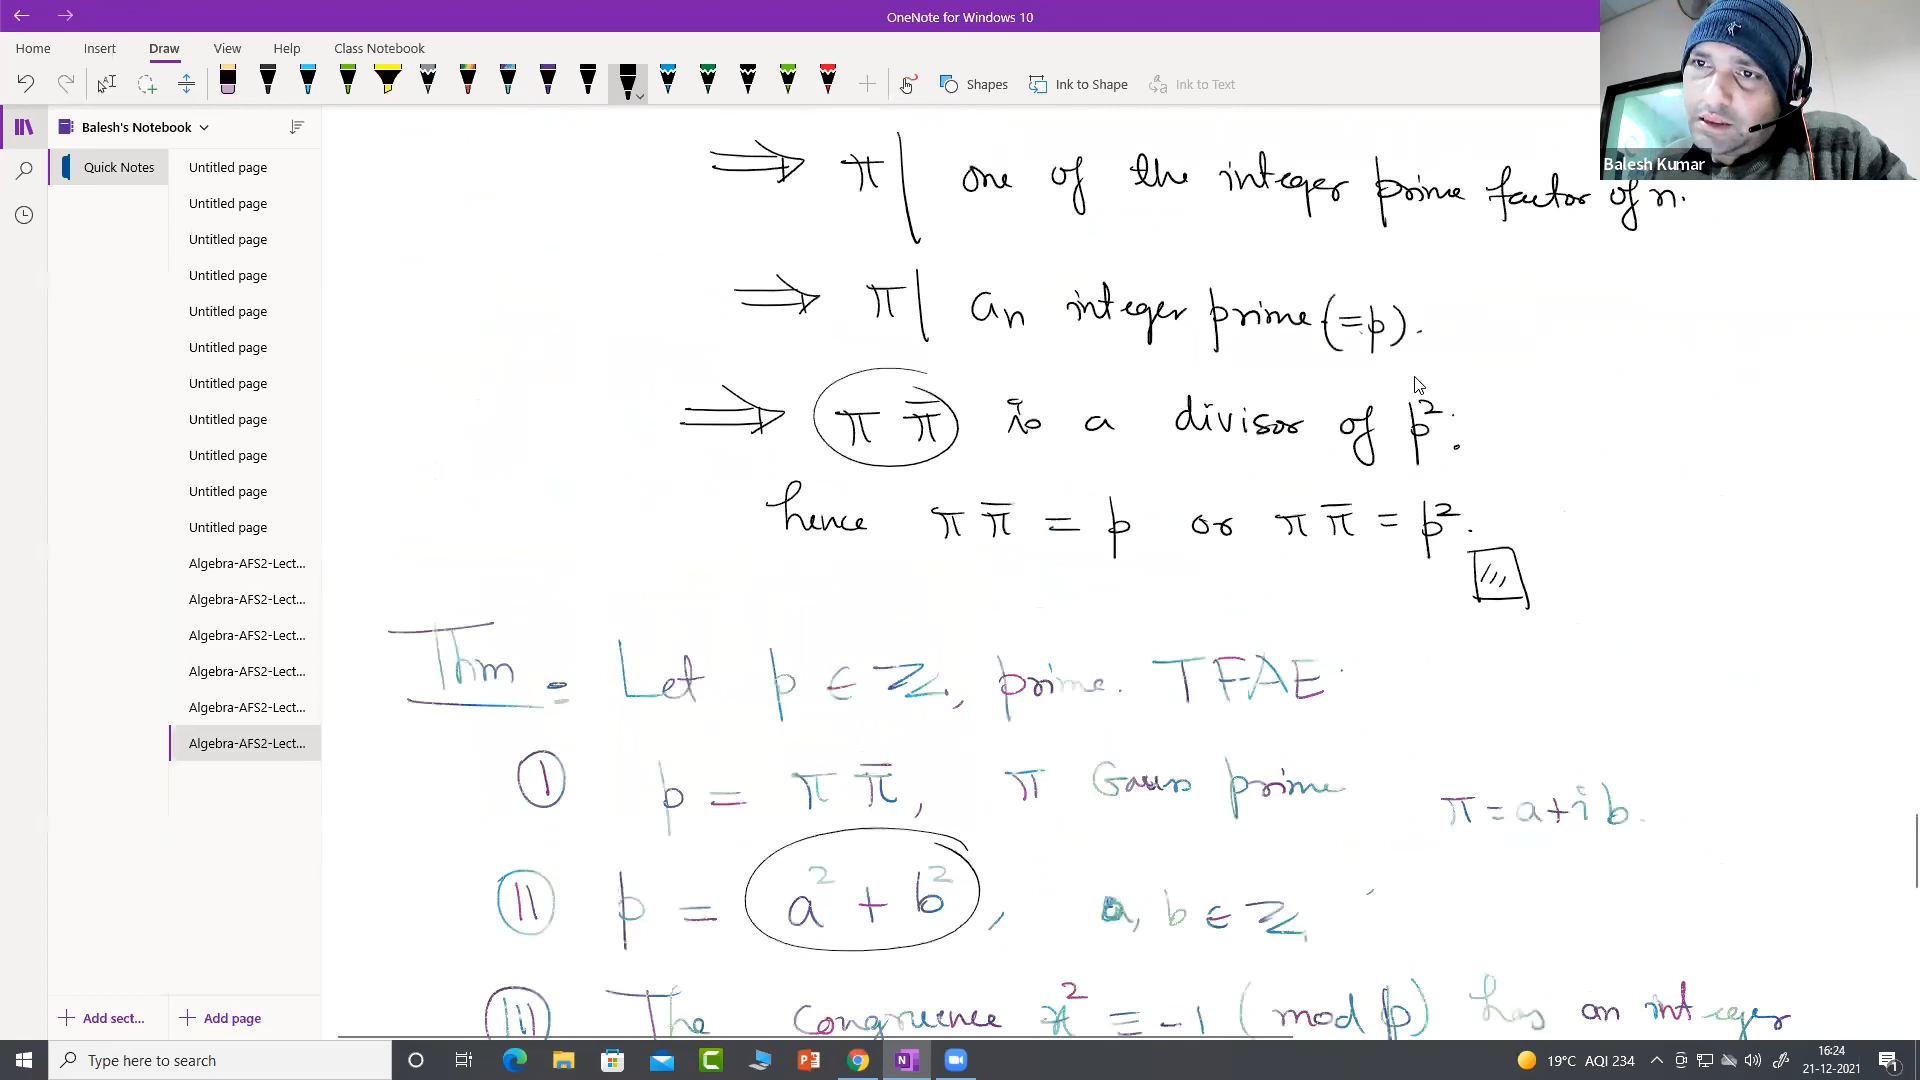 OneNote for Windows 10
Home Insert Draw View Help Class Notebook
Shapes Ink to Shape Ink to Text
Balesh Kumar
Balesh's Notebook
Quick Notes
Untitled page
Untitled page
Untitled page
Untitled page
Untitled page
Untitled page
Untitled page
Untitled page
Untitled page
Untitled page
Untitled page
Algebra-AFS2-Lect...
Algebra-AFS2-Lect...
Algebra-AFS2-Lect...
Algebra-AFS2-Lect...
Algebra-AFS2-Lect...
Algebra-AFS2-Lect...
Add sect... Add page
⟹ π | one of the integer prime factor of n.
⟹ π | an integer prime (=p).
⟹ π π̅ is a divisor of p².
hence π π̅ = p or π π̅ = p².
Thm - Let p ∈ ℤ, prime. TFAE
I p = π π̅, π Gauss prime π = a+ib.
II p = a² + b², a, b ∈ ℤ
III The congruence x² ≡ -1 (mod p) has an integer
Type here to search
19°C AQI 234
16:24
21-12-2021
1